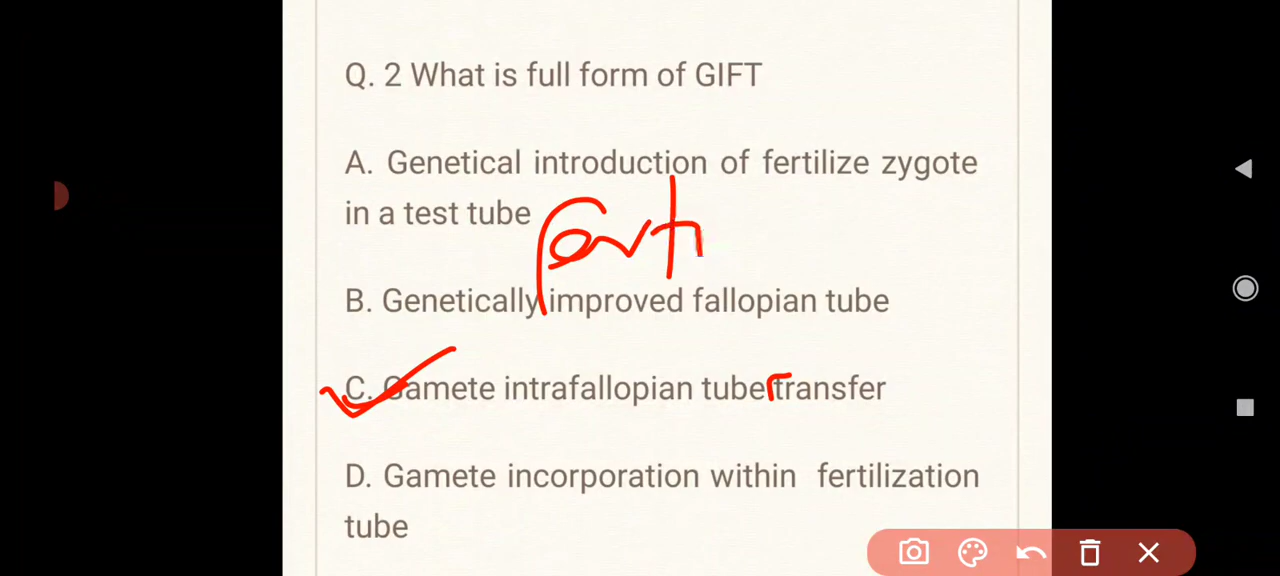 Q. 2 What is full form of GIFT
A. Genetical introduction of fertilize zygote
in a test tube
B. Genetically improved fallopian tube
C. Gamete intrafallopian tube transfer
D. Gamete incorporation within fertilization
tube